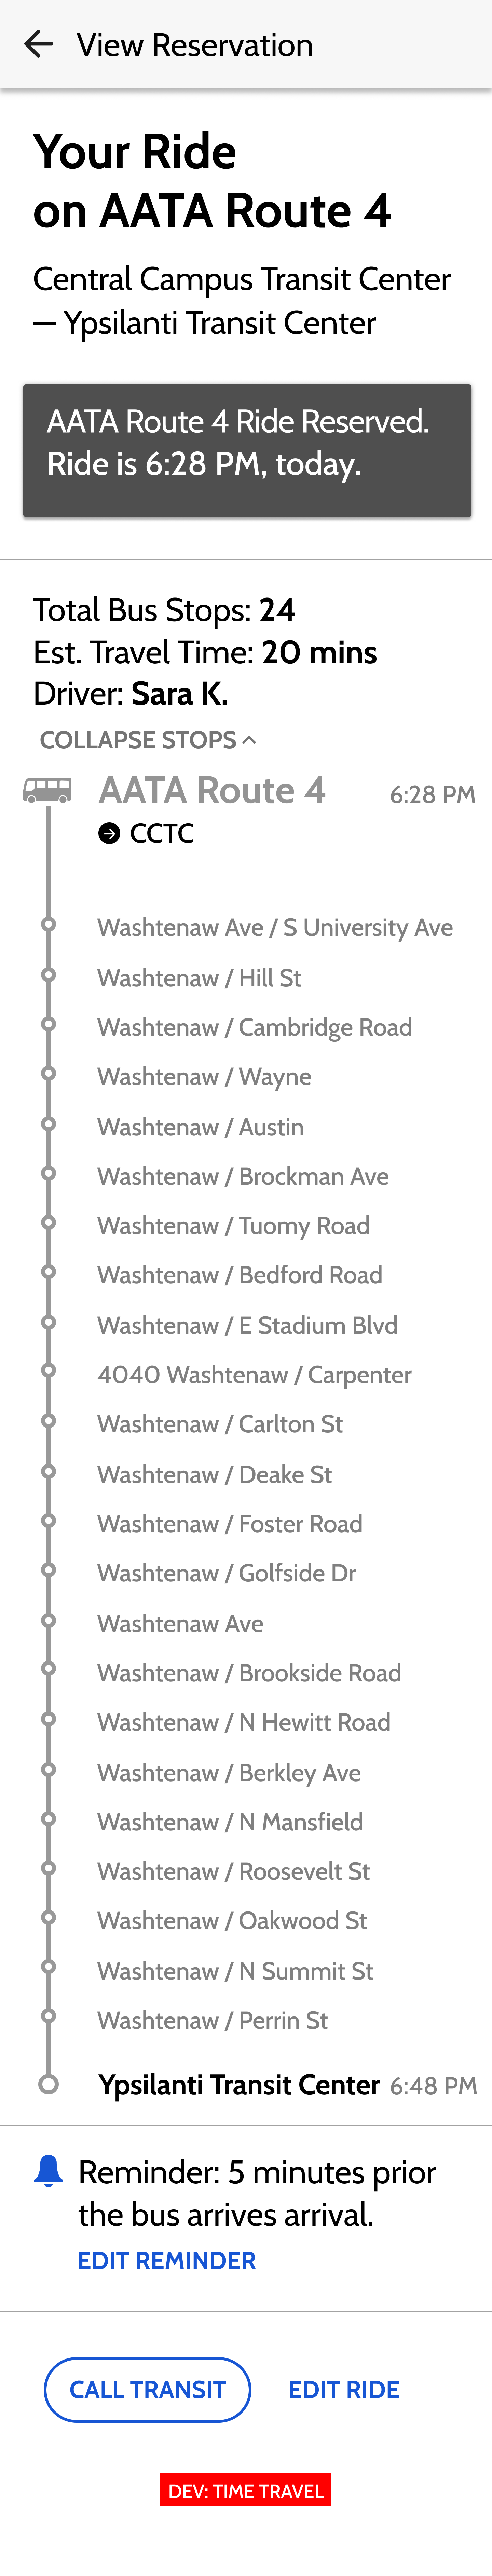 View Reservation
Your Ride
on AATA Route 4
Central Campus Transit Center
— Ypsilanti Transit Center
AATA Route 4 Ride Reserved.
Ride is 6:28 PM, today.
Total Bus Stops: 24
Est. Travel Time: 20 mins
Driver: Sara K.
COLLAPSE STOPS
AATA Route 4 6:28 PM
CCTC
Washtenaw Ave / S University Ave
Washtenaw / Hill St
Washtenaw / Cambridge Road
Washtenaw / Wayne
Washtenaw / Austin
Washtenaw / Brockman Ave
Washtenaw / Tuomy Road
Washtenaw / Bedford Road
Washtenaw / E Stadium Blvd
4040 Washtenaw / Carpenter
Washtenaw / Carlton St
Washtenaw / Deake St
Washtenaw / Foster Road
Washtenaw / Golfside Dr
Washtenaw Ave
Washtenaw / Brookside Road
Washtenaw / N Hewitt Road
Washtenaw / Berkley Ave
Washtenaw / N Mansfield
Washtenaw / Roosevelt St
Washtenaw / Oakwood St
Washtenaw / N Summit St
Washtenaw / Perrin St
Ypsilanti Transit Center 6:48 PM
Reminder: 5 minutes prior
the bus arrives arrival.
EDIT REMINDER
CALL TRANSIT EDIT RIDE
DEV: TIME TRAVEL